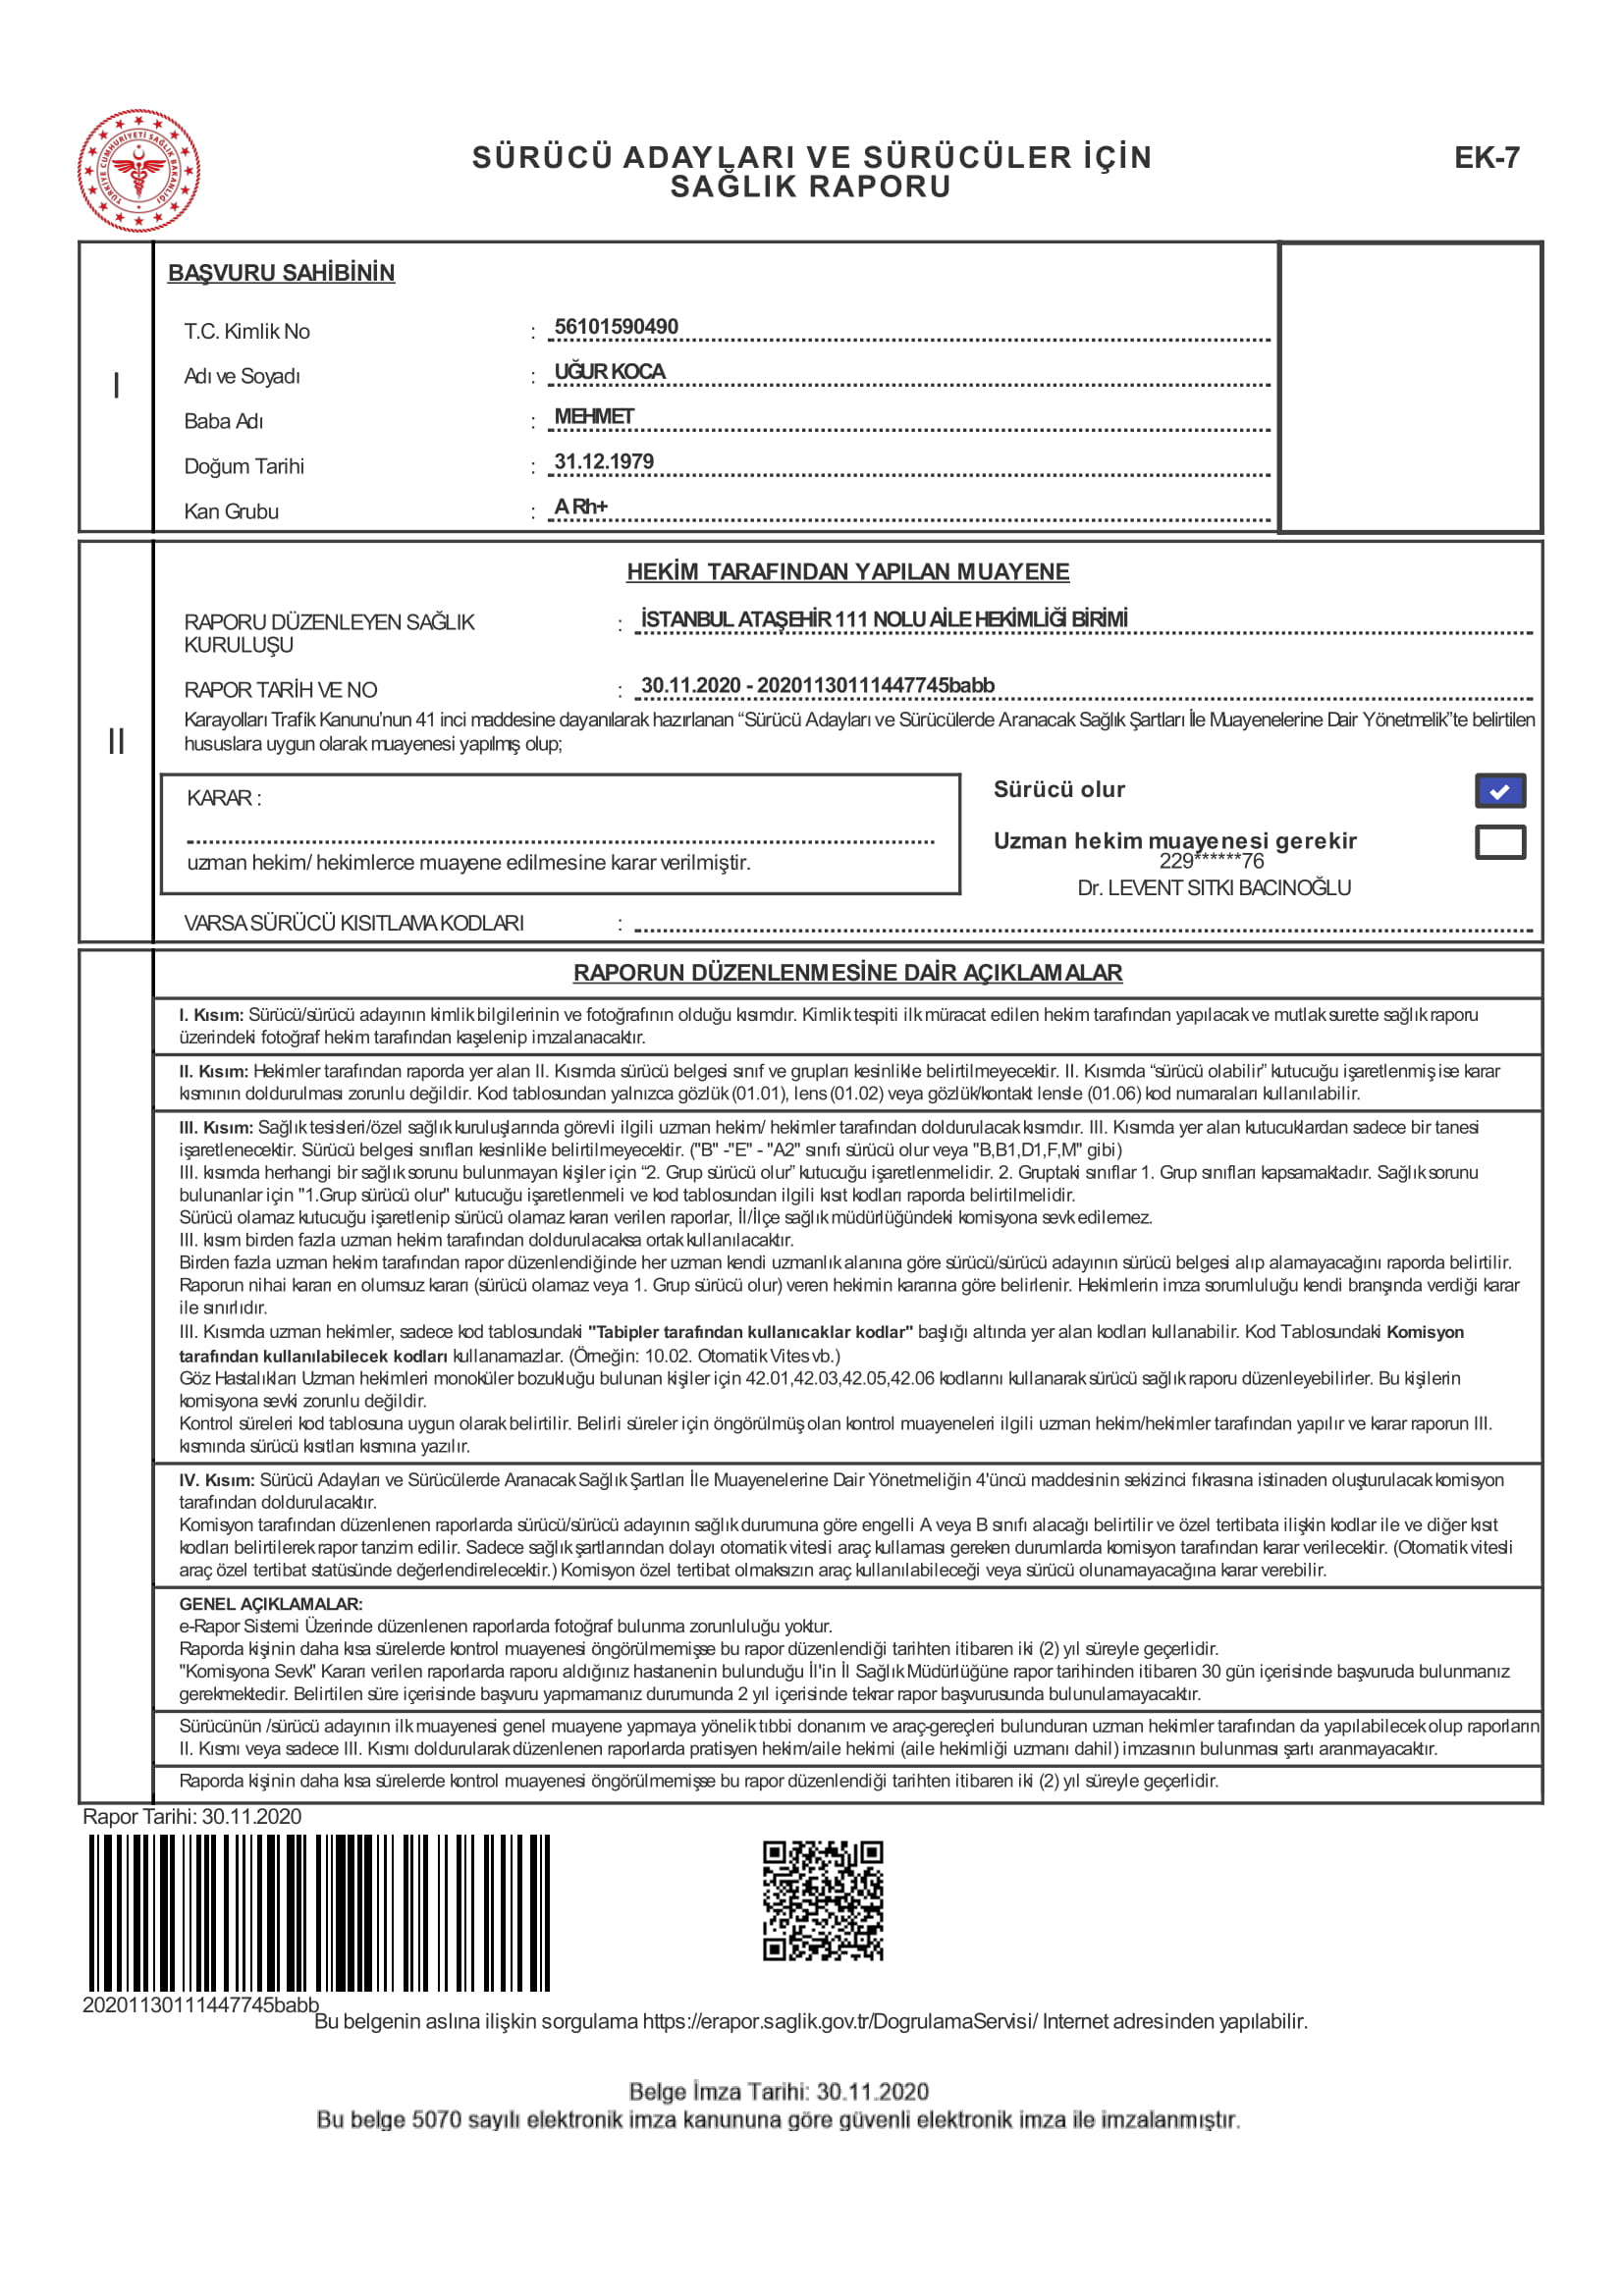 TÜRKİYE CUMHURİYETİ SAĞLIK BAKANLIĞI
SÜRÜCÜ ADAYLARI VE SÜRÜCÜLER İÇİN
SAĞLIK RAPORU
EK-7
I
BAŞVURU SAHİBİNİN
T.C. Kimlik No : 56101590490
Adı ve Soyadı : UĞUR KOCA
Baba Adı : MEHMET
Doğum Tarihi : 31.12.1979
Kan Grubu : A Rh+
II
HEKİM TARAFINDAN YAPILAN MUAYENE
RAPORU DÜZENLEYEN SAĞLIK
KURULUŞU : İSTANBUL ATAŞEHİR 111 NOLU AİLE HEKİMLİĞİ BİRİMİ
RAPOR TARİH VE NO : 30.11.2020 - 20201130111447745babb
Karayolları Trafik Kanunu’nun 41 inci maddesine dayanılarak hazırlanan “Sürücü Adayları ve Sürücülerde Aranacak Sağlık Şartları İle Muayenelerine Dair Yönetmelik”te belirtilen
hususlara uygun olarak muayenesi yapılmış olup;
KARAR :
uzman hekim/ hekimlerce muayene edilmesine karar verilmiştir.
Sürücü olur
Uzman hekim muayenesi gerekir
229******76
Dr. LEVENT SITKI BACINOĞLU
VARSA SÜRÜCÜ KISITLAMA KODLARI :
RAPORUN DÜZENLENMESİNE DAİR AÇIKLAMALAR
I. Kısım: Sürücü/sürücü adayının kimlik bilgilerinin ve fotoğrafının olduğu kısımdır. Kimlik tespiti ilk müracat edilen hekim tarafından yapılacak ve mutlak surette sağlık raporu
üzerindeki fotoğraf hekim tarafından kaşelenip imzalanacaktır.
II. Kısım: Hekimler tarafından raporda yer alan II. Kısımda sürücü belgesi sınıf ve grupları kesinlikle belirtilmeyecektir. II. Kısımda “sürücü olabilir” kutucuğu işaretlenmiş ise karar
kısmının doldurulması zorunlu değildir. Kod tablosundan yalnızca gözlük (01.01), lens (01.02) veya gözlük/kontakt lensle (01.06) kod numaraları kullanılabilir.
III. Kısım: Sağlık tesisleri/özel sağlık kuruluşlarında görevli ilgili uzman hekim/ hekimler tarafından doldurulacak kısımdır. III. Kısımda yer alan kutucuklardan sadece bir tanesi
işaretlenecektir. Sürücü belgesi sınıfları kesinlikle belirtilmeyecektir. ("B" -"E" - "A2" sınıfı sürücü olur veya "B,B1,D1,F,M" gibi)
III. kısımda herhangi bir sağlık sorunu bulunmayan kişiler için “2. Grup sürücü olur” kutucuğu işaretlenmelidir. 2. Gruptaki sınıflar 1. Grup sınıfları kapsamaktadır. Sağlık sorunu
bulunanlar için "1.Grup sürücü olur" kutucuğu işaretlenmeli ve kod tablosundan ilgili kısıt kodları raporda belirtilmelidir.
Sürücü olamaz kutucuğu işaretlenip sürücü olamaz kararı verilen raporlar, İl/İlçe sağlık müdürlüğündeki komisyona sevk edilemez.
III. kısım birden fazla uzman hekim tarafından doldurulacaksa ortak kullanılacaktır.
Birden fazla uzman hekim tarafından rapor düzenlendiğinde her uzman kendi uzmanlık alanına göre sürücü/sürücü adayının sürücü belgesi alıp alamayacağını raporda belirtilir.
Raporun nihai kararı en olumsuz kararı (sürücü olamaz veya 1. Grup sürücü olur) veren hekimin kararına göre belirlenir. Hekimlerin imza sorumluluğu kendi branşında verdiği karar
ile sınırlıdır.
III. Kısımda uzman hekimler, sadece kod tablosundaki "Tabipler tarafından kullanıcaklar kodlar" başlığı altında yer alan kodları kullanabilir. Kod Tablosundaki Komisyon
tarafından kullanılabilecek kodları kullanamazlar. (Örneğin: 10.02. Otomatik Vites vb.)
Göz Hastalıkları Uzman hekimleri monoküler bozukluğu bulunan kişiler için 42.01,42.03,42.05,42.06 kodlarını kullanarak sürücü sağlık raporu düzenleyebilirler. Bu kişilerin
komisyona sevki zorunlu değildir.
Kontrol süreleri kod tablosuna uygun olarak belirtilir. Belirli süreler için öngörülmüş olan kontrol muayeneleri ilgili uzman hekim/hekimler tarafından yapılır ve karar raporun III.
kısmında sürücü kısıtları kısmına yazılır.
IV. Kısım: Sürücü Adayları ve Sürücülerde Aranacak Sağlık Şartları İle Muayenelerine Dair Yönetmeliğin 4'üncü maddesinin sekizinci fıkrasına istinaden oluşturulacak komisyon
tarafından doldurulacaktır.
Komisyon tarafından düzenlenen raporlarda sürücü/sürücü adayının sağlık durumuna göre engelli A veya B sınıfı alacağı belirtilir ve özel tertibata ilişkin kodlar ile ve diğer kısıt
kodları belirtilerek rapor tanzim edilir. Sadece sağlık şartlarından dolayı otomatik vitesli araç kullaması gereken durumlarda komisyon tarafından karar verilecektir. (Otomatik vitesli
araç özel tertibat statüsünde değerlendirelecektir.) Komisyon özel tertibat olmaksızın araç kullanılabileceği veya sürücü olunamayacağına karar verebilir.
GENEL AÇIKLAMALAR:
e-Rapor Sistemi Üzerinde düzenlenen raporlarda fotoğraf bulunma zorunluluğu yoktur.
Raporda kişinin daha kısa sürelerde kontrol muayenesi öngörülmemişse bu rapor düzenlendiği tarihten itibaren iki (2) yıl süreyle geçerlidir.
"Komisyona Sevk" Kararı verilen raporlarda raporu aldığınız hastanenin bulunduğu İl'in İl Sağlık Müdürlüğüne rapor tarihinden itibaren 30 gün içerisinde başvuruda bulunmanız
gerekmektedir. Belirtilen süre içerisinde başvuru yapmamanız durumunda 2 yıl içerisinde tekrar rapor başvurusunda bulunulamayacaktır.
Sürücünün /sürücü adayının ilk muayenesi genel muayene yapmaya yönelik tıbbi donanım ve araç-gereçleri bulunduran uzman hekimler tarafından da yapılabilecek olup raporların
II. Kısmı veya sadece III. Kısmı doldurularak düzenlenen raporlarda pratisyen hekim/aile hekimi (aile hekimliği uzmanı dahil) imzasının bulunması şartı aranmayacaktır.
Raporda kişinin daha kısa sürelerde kontrol muayenesi öngörülmemişse bu rapor düzenlendiği tarihten itibaren iki (2) yıl süreyle geçerlidir.
Rapor Tarihi: 30.11.2020
20201130111447745babb
Bu belgenin aslına ilişkin sorgulama https://erapor.saglik.gov.tr/DogrulamaServisi/ Internet adresinden yapılabilir.
Belge İmza Tarihi: 30.11.2020
Bu belge 5070 sayılı elektronik imza kanununa göre güvenli elektronik imza ile imzalanmıştır.